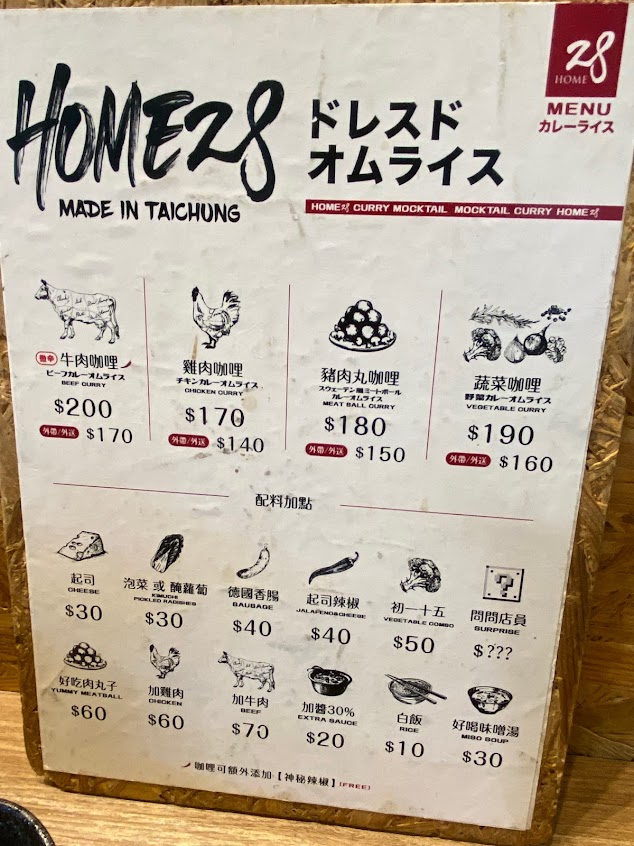 28
HOME
MENU
カレーライス
HOME28
MADE IN TAICHUNG
ドレスド
オムライス
HOME28 CURRY MOCKTAIL MOCKTAIL CURRY HOME28
微辛 牛肉咖哩
ビーフカレーオムライス
BEEF CURRY
$200
外帶/外送 $170
雞肉咖哩
チキンカレーオムライス
CHICKEN CURRY
$170
外帶/外送 $140
豬肉丸咖哩
スウェーデン風ミートボール
カレーオムライス
MEAT BALL CURRY
$180
外帶/外送 $150
蔬菜咖哩
野菜カレーオムライス
VEGETABLE CURRY
$190
外帶/外送 $160
配料加點
起司
CHEESE
$30
泡菜 或 醃蘿蔔
KIMUCHI
PICKLED RADISHES
$30
德國香腸
SAUSAGE
$40
起司辣椒
JALAPENO&CHEESE
$40
初一十五
VEGETABLE COMBO
$50
?
問問店員
SURPRISE
$???
好吃肉丸子
YUMMY MEATBALL
$60
加雞肉
CHICKEN
$60
加牛肉
BEEF
$70
加醬30%
EXTRA SAUCE
$20
白飯
RICE
$10
好喝味噌湯
MISO SOUP
$30
咖哩可額外添加-【神秘辣椒】(FREE)